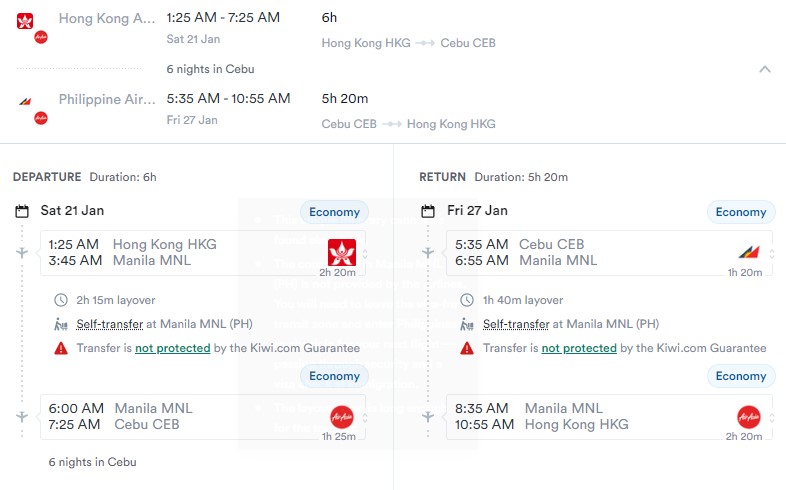 Hong Kong A... 1:25 AM - 7:25 AM 6h
Sat 21 Jan Hong Kong HKG Cebu CEB
6 nights in Cebu
Philippine Air... 5:35 AM - 10:55 AM 5h 20m
Fri 27 Jan Cebu CEB Hong Kong HKG
DEPARTURE Duration: 6h
Sat 21 Jan Economy
1:25 AM Hong Kong HKG
3:45 AM Manila MNL
2h 20m
2h 15m layover
Self-transfer at Manila MNL (PH)
Transfer is not protected by the Kiwi.com Guarantee
Economy
6:00 AM Manila MNL
7:25 AM Cebu CEB
AirAsia
1h 25m
6 nights in Cebu
RETURN Duration: 5h 20m
Fri 27 Jan Economy
5:35 AM Cebu CEB
6:55 AM Manila MNL
1h 20m
1h 40m layover
Self-transfer at Manila MNL (PH)
Transfer is not protected by the Kiwi.com Guarantee
Economy
8:35 AM Manila MNL
10:55 AM Hong Kong HKG
AirAsia
2h 20m